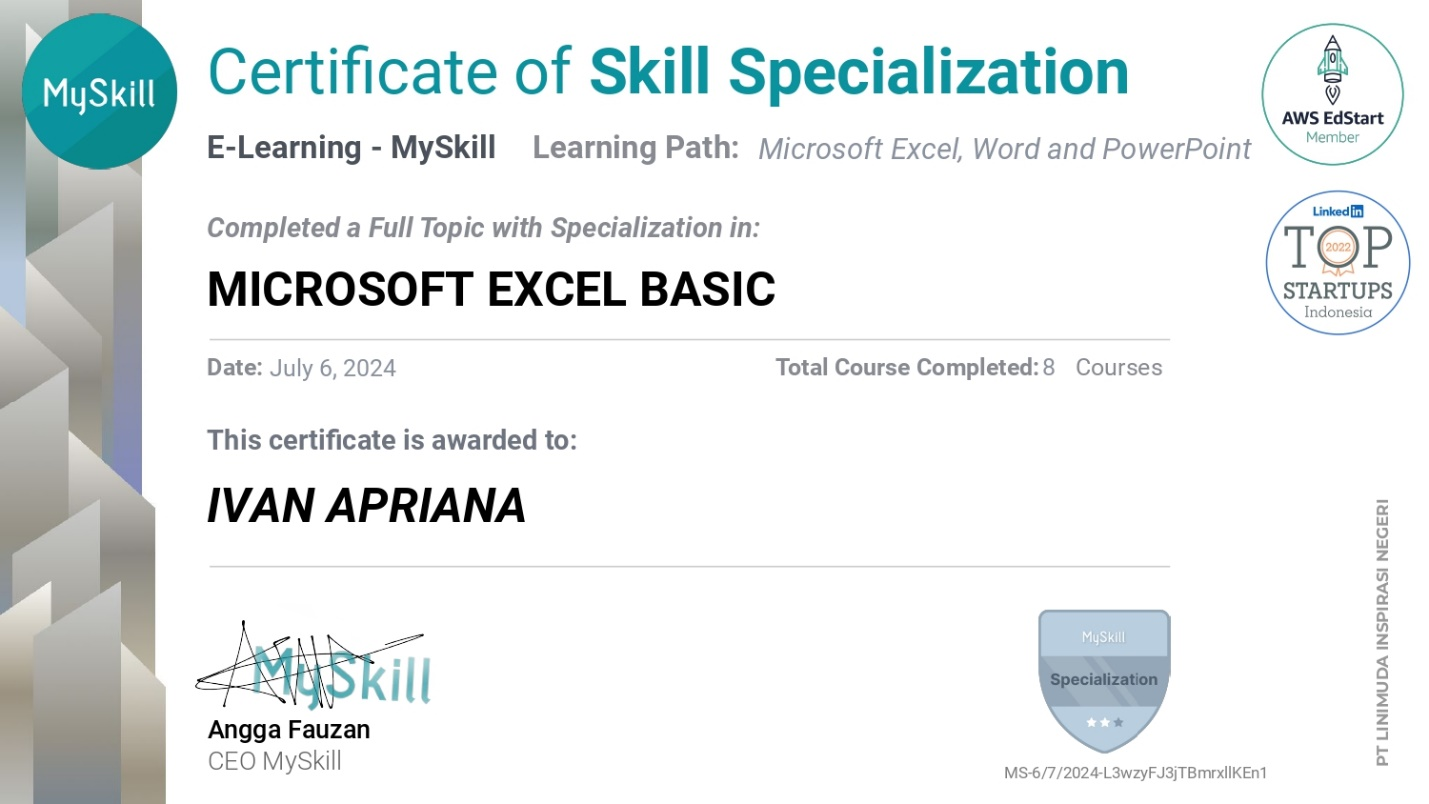 MySkill
Certificate of Skill Specialization
E-Learning - MySkill Learning Path: Microsoft Excel, Word and PowerPoint
AWS EdStart
Member
Completed a Full Topic with Specialization in:
MICROSOFT EXCEL BASIC
Linked in
TOP
2022
STARTUPS
Indonesia
Date: July 6, 2024 Total Course Completed: 8 Courses
This certificate is awarded to:
IVAN APRIANA
MySkill
Angga Fauzan
CEO MySkill
MySkill
Specialization
MS-6/7/2024-L3wzyFJ3jTBmrxllKEn1
PT LINIMUDA INSPIRASI NEGERI